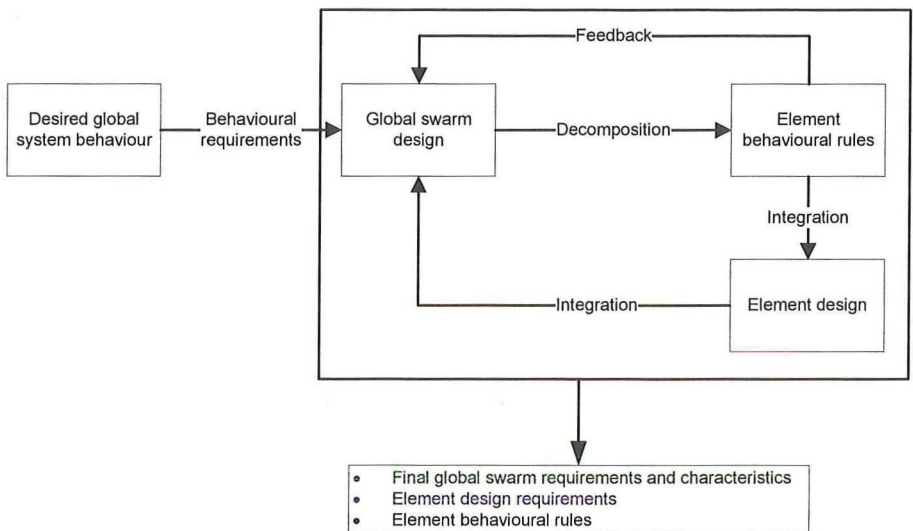 Feedback
Desired global
system behaviour
Behavioural
requirements
Global swarm
design
Decomposition
Element
behavioural rules
Integration
Integration
Element design
• Final global swarm requirements and characteristics
• Element design requirements
• Element behavioural rules